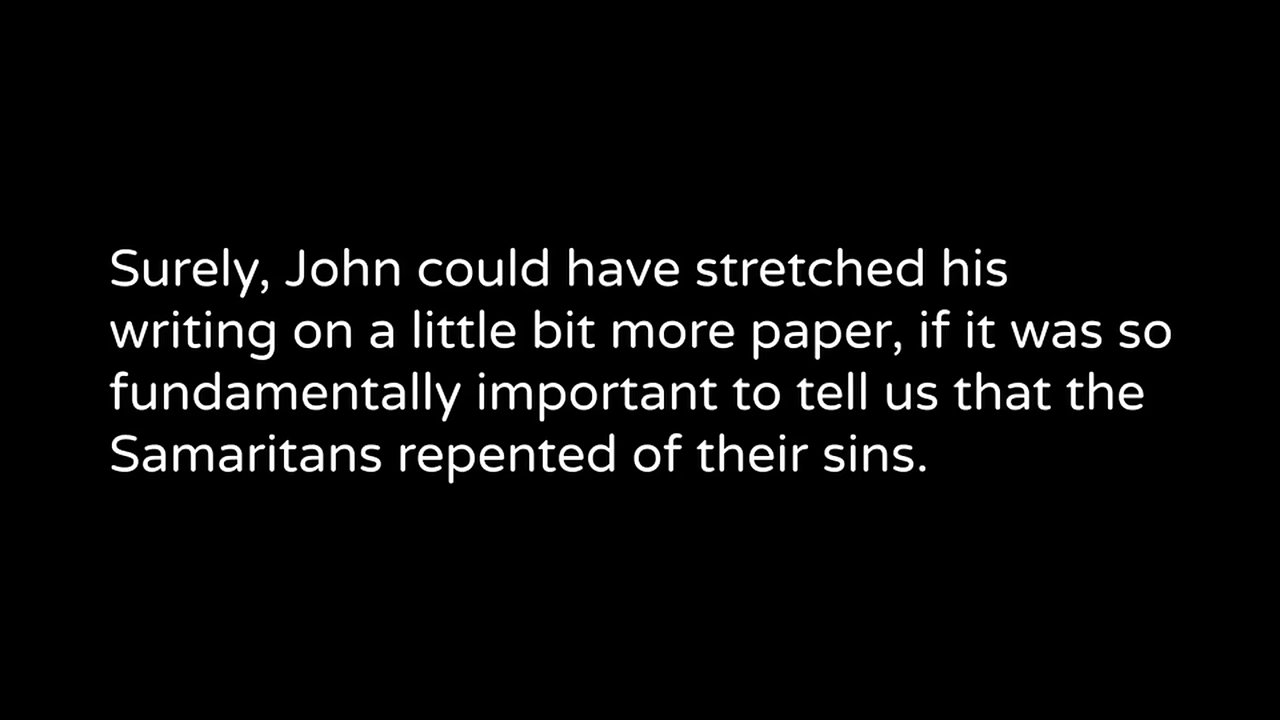 Surely, John could have stretched his
writing on a little bit more paper, if it was so
fundamentally important to tell us that the
Samaritans repented of their sins.